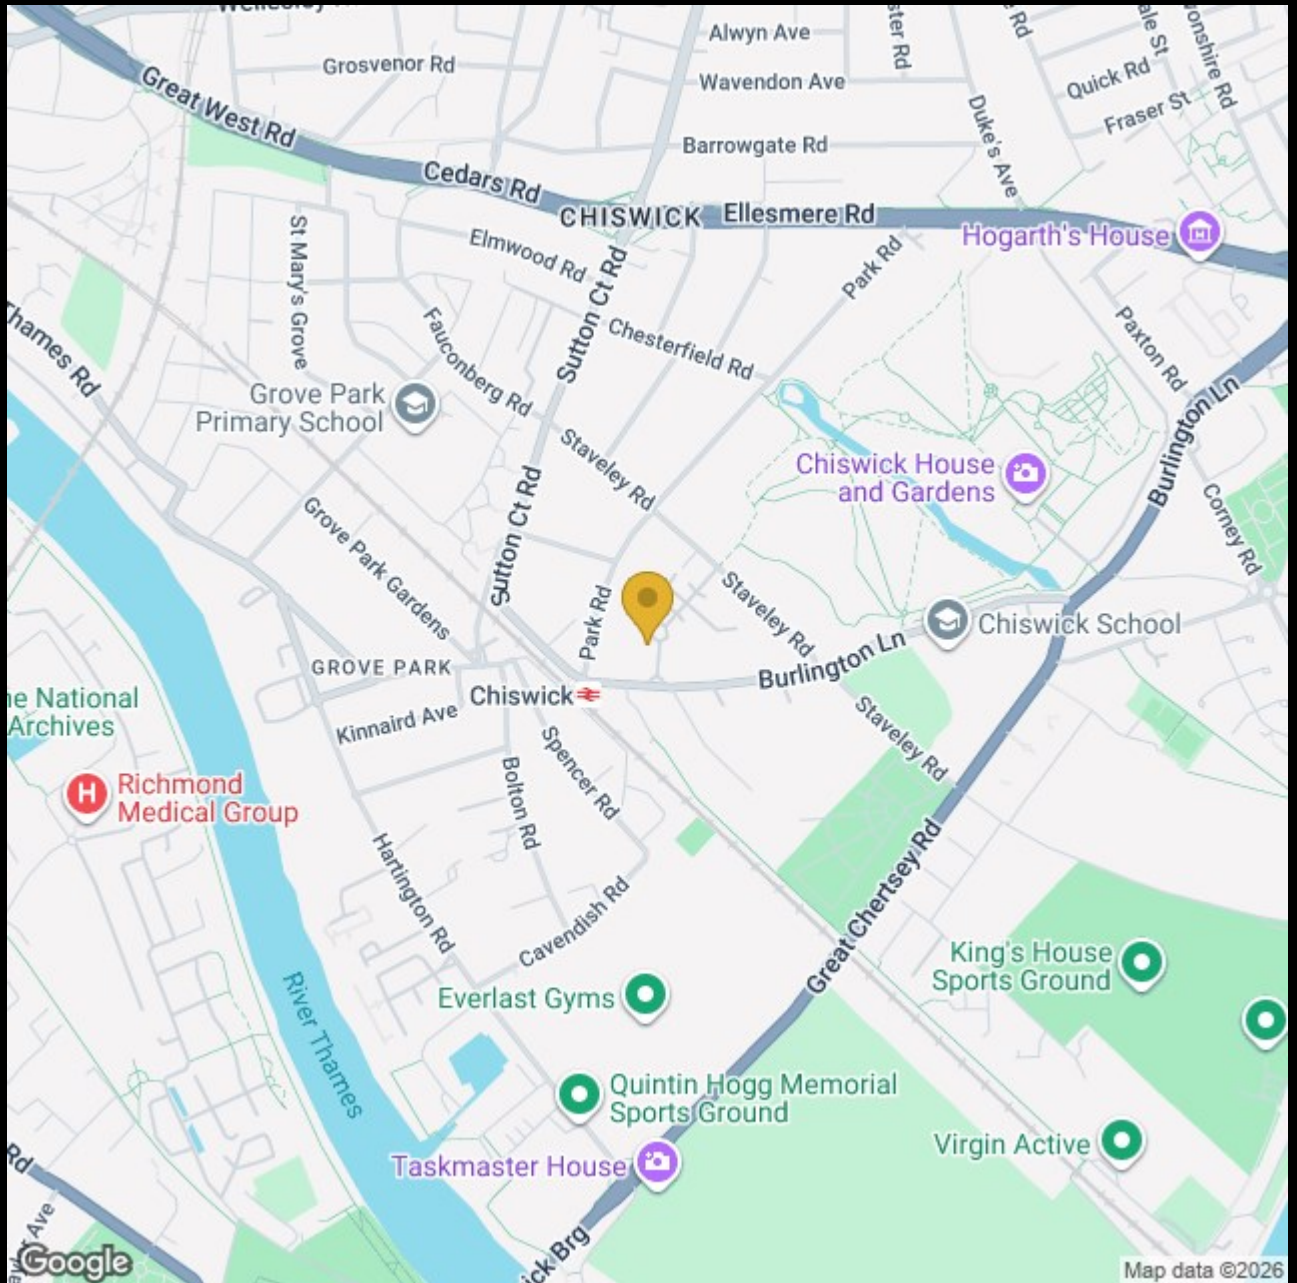 Alwyn Ave
Grosvenor Rd
Wavendon Ave
Quick Rd
Fraser St
Great West Rd
Duke's Ave
Barrowgate Rd
Cedars Rd
CHISWICK
Ellesmere Rd
Hogarth's House
St Mary's Grove
Elmwood Rd
Sutton Ct Rd
Park Rd
Thames Rd
Fauconberg Rd
Chesterfield Rd
Paxton Rd
Grove Park
Primary School
Burlington Ln
Staveley Rd
Chiswick House
and Gardens
Sutton Ct Rd
Corney Rd
Grove Park Gardens
Park Rd
Staveley Rd
Chiswick School
Burlington Ln
GROVE PARK
Chiswick
Archives
National
Kinnaird Ave
Staveley Rd
Spencer Rd
Bolton Rd
Richmond
Medical Group
Hartington Rd
Cavendish Rd
Great Chertsey Rd
King's House
Sports Ground
Everlast Gyms
River Thames
Quintin Hogg Memorial
Sports Ground
Virgin Active
Taskmaster House
Rd
Ave
ick Brg
Google
Map data ©2026